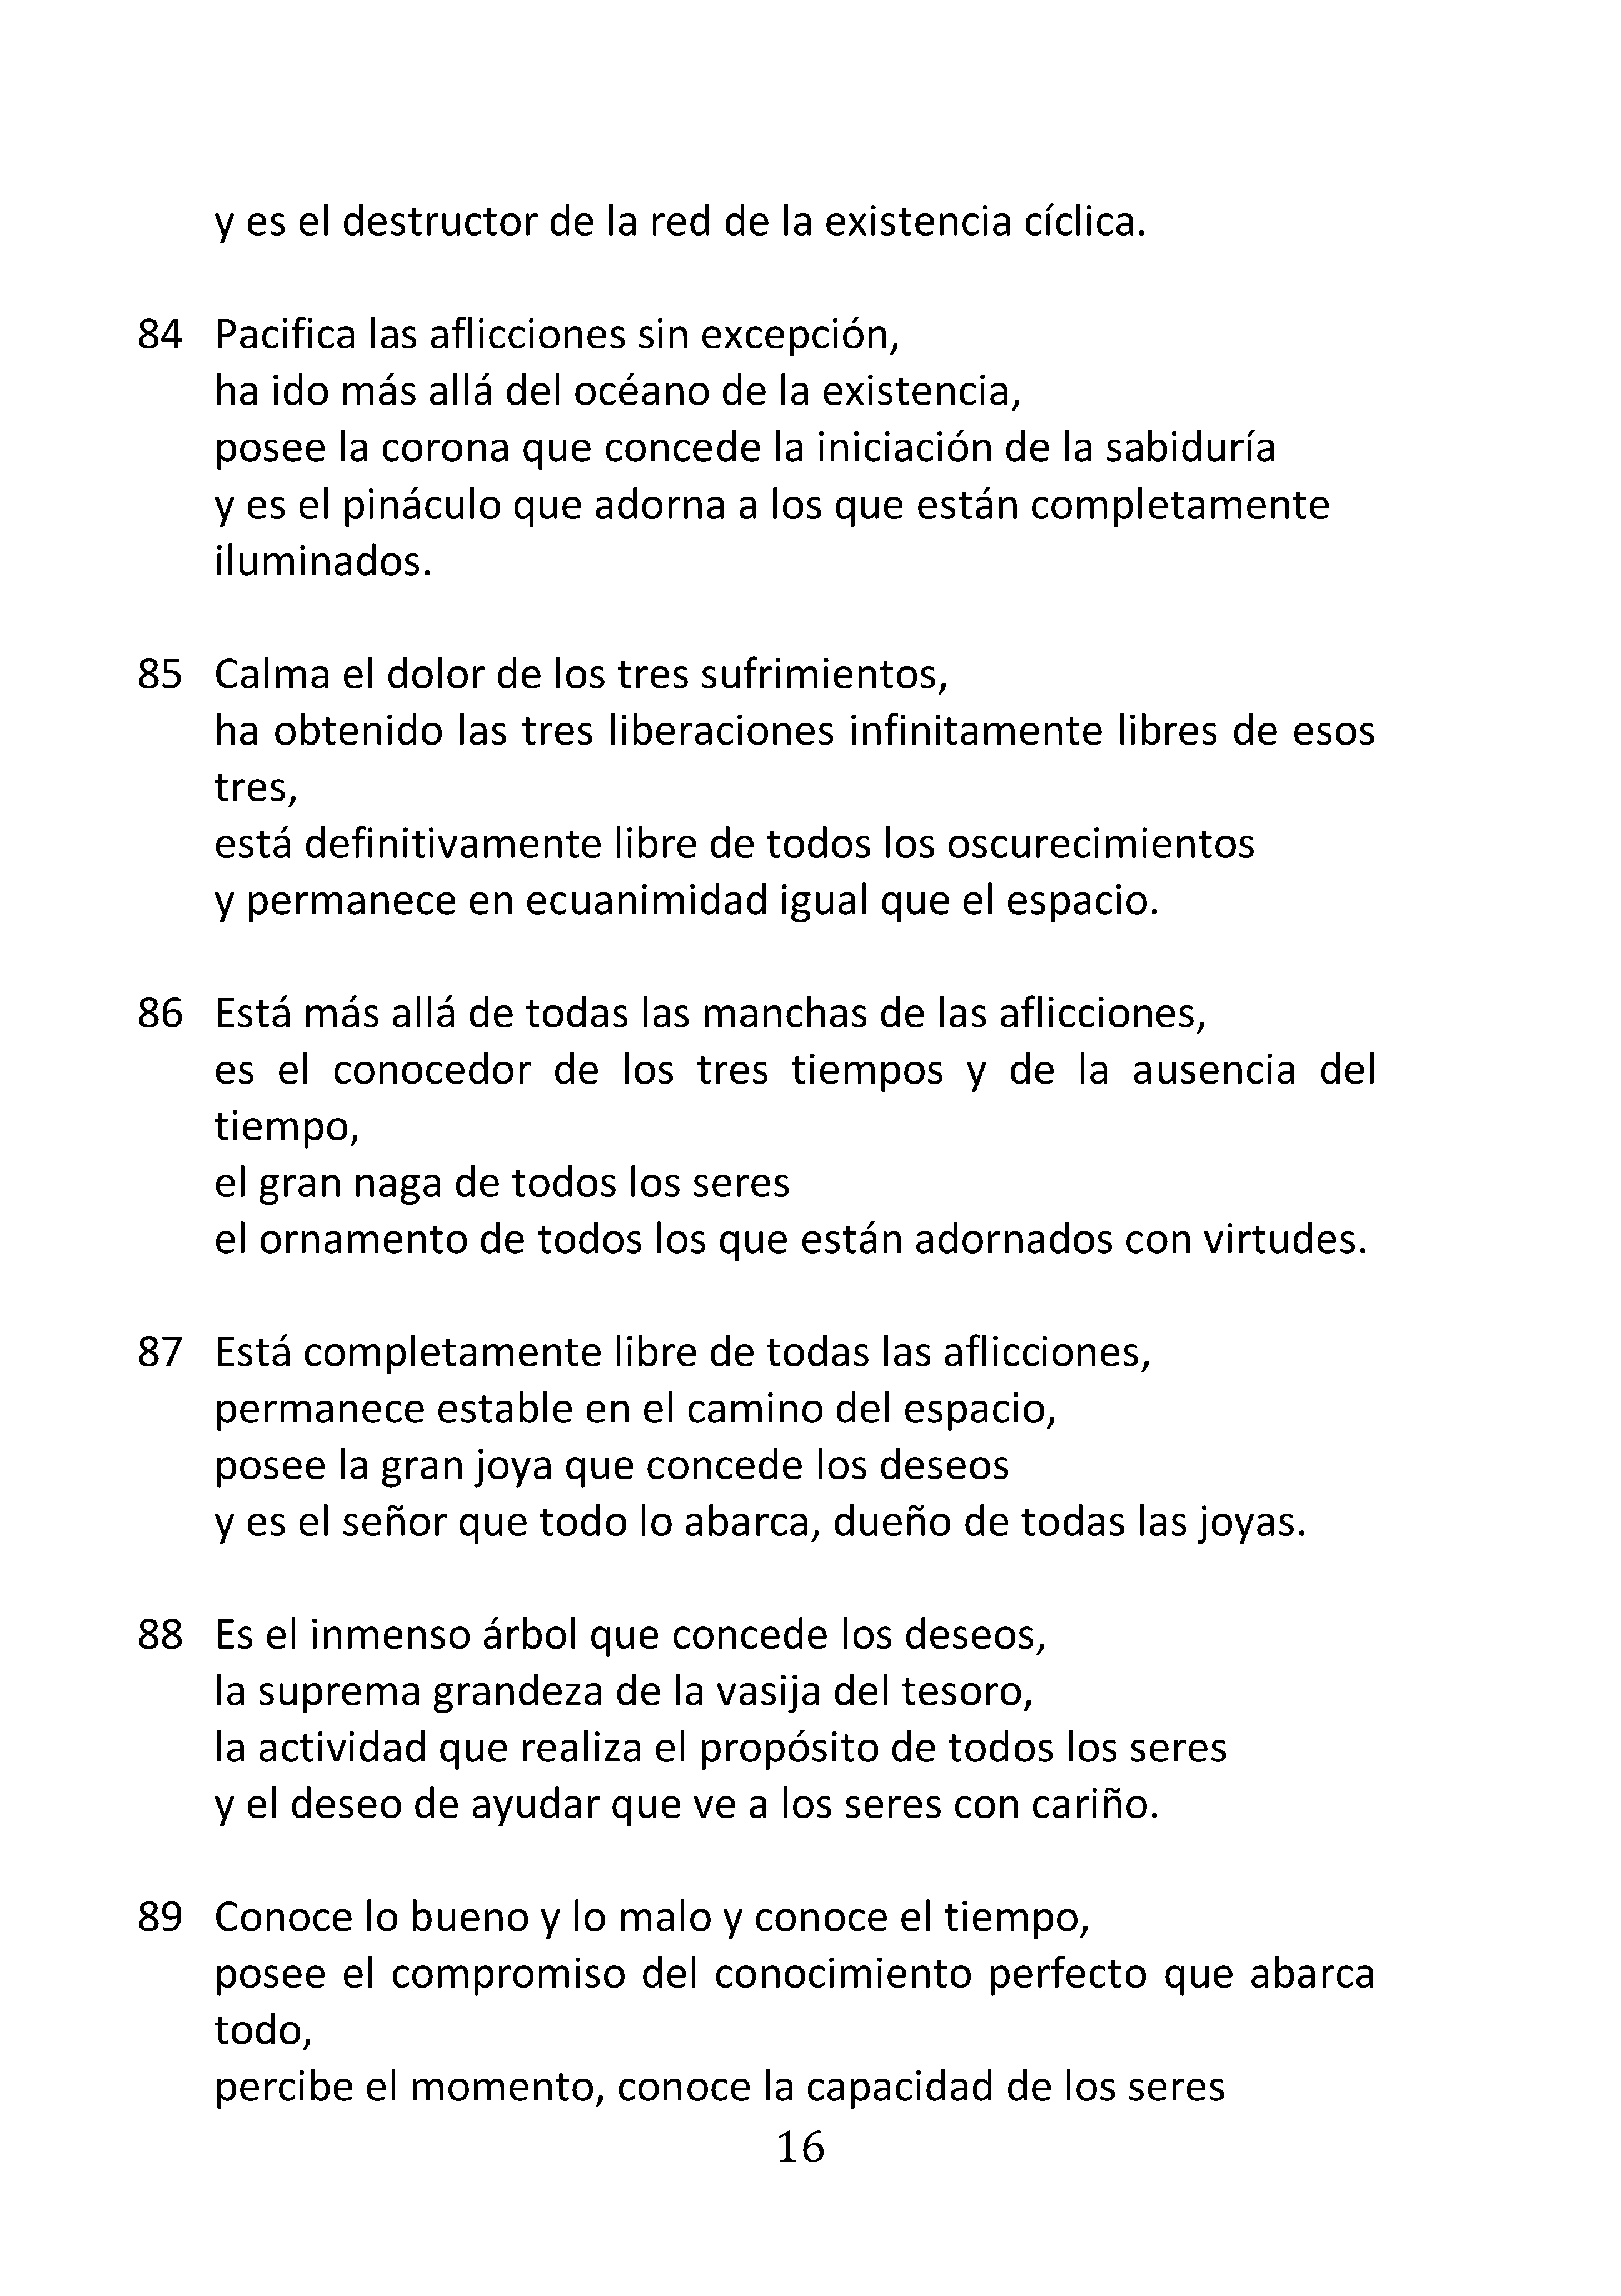 y es el destructor de la red de la existencia cíclica.
84 Pacifica las aflicciones sin excepción,
ha ido más allá del océano de la existencia,
posee la corona que concede la iniciación de la sabiduría
y es el pináculo que adorna a los que están completamente
iluminados.
85 Calma el dolor de los tres sufrimientos,
ha obtenido las tres liberaciones infinitamente libres de esos
tres,
está definitivamente libre de todos los oscurecimientos
y permanece en ecuanimidad igual que el espacio.
86 Está más allá de todas las manchas de las aflicciones,
es el conocedor de los tres tiempos y de la ausencia del
tiempo,
el gran naga de todos los seres
el ornamento de todos los que están adornados con virtudes.
87 Está completamente libre de todas las aflicciones,
permanece estable en el camino del espacio,
posee la gran joya que concede los deseos
y es el señor que todo lo abarca, dueño de todas las joyas.
88 Es el inmenso árbol que concede los deseos,
la suprema grandeza de la vasija del tesoro,
la actividad que realiza el propósito de todos los seres
y el deseo de ayudar que ve a los seres con cariño.
89 Conoce lo bueno y lo malo y conoce el tiempo,
posee el compromiso del conocimiento perfecto que abarca
todo,
percibe el momento, conoce la capacidad de los seres
16